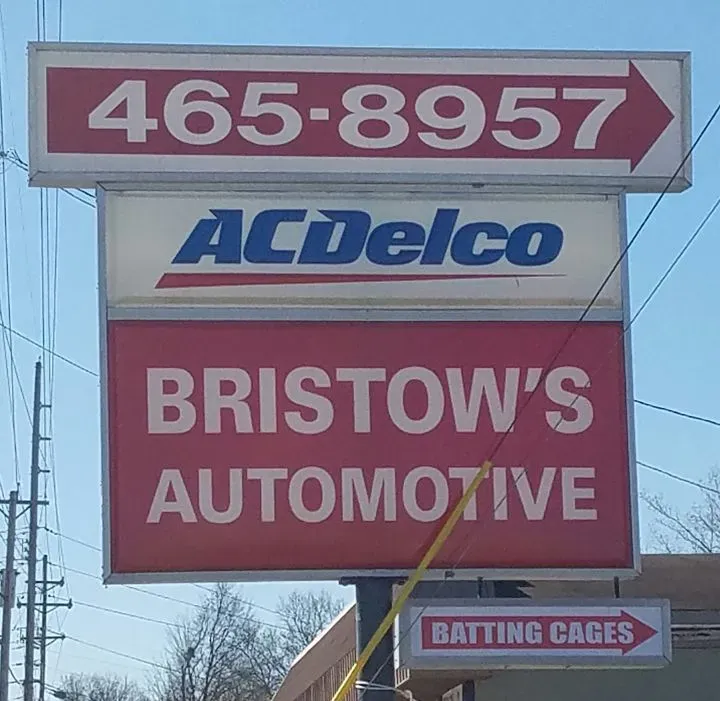 465-8957
ACDelco
BRISTOW'S
AUTOMOTIVE
BATTING CAGES